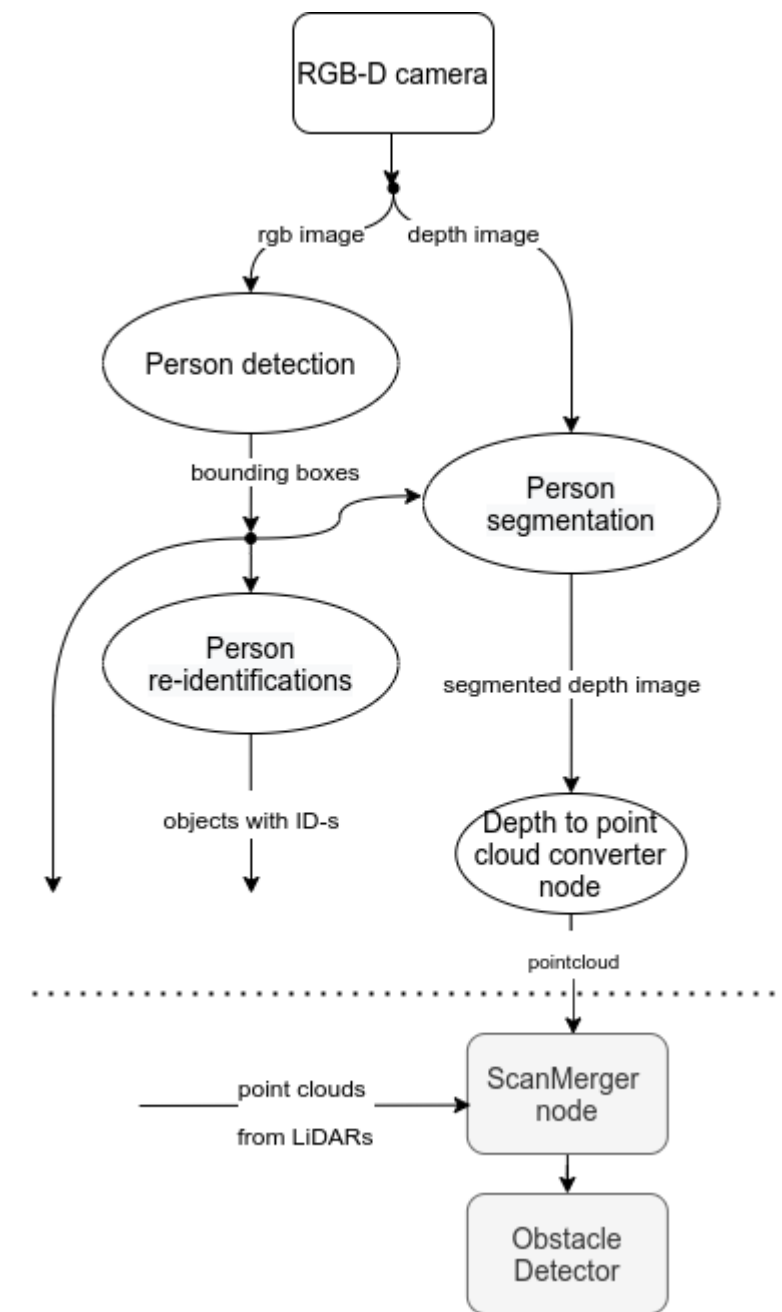 RGB-D camera
rgb image
depth image
Person detection
bounding boxes
Person
segmentation
Person
re-identifications
segmented depth image
objects with ID-s
Depth to point
cloud converter
node
pointcloud
ScanMerger
node
point clouds
from LiDARs
Obstacle
Detector